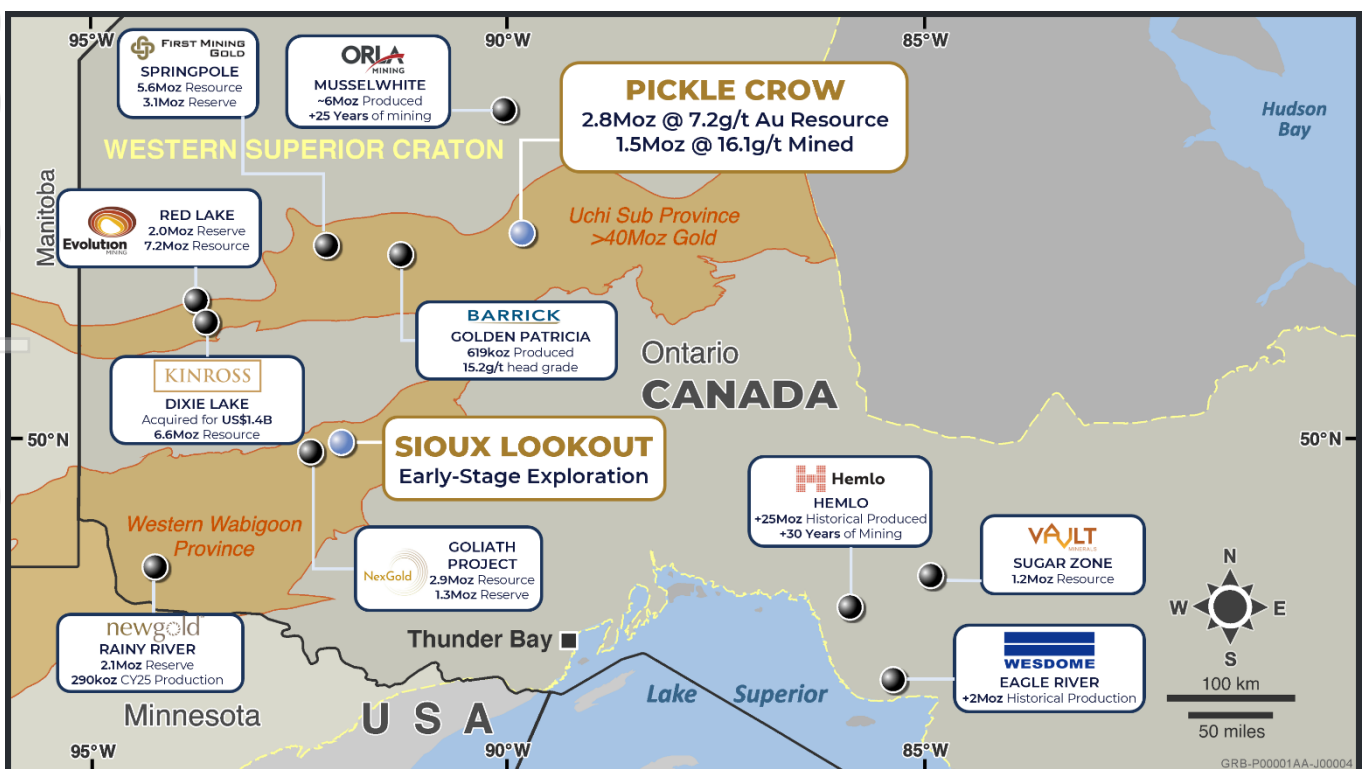 95°W
90°W
85°W
FIRST MINING
GOLD
SPRINGPOLE
5.6Moz Resource
3.1Moz Reserve
ORLA
MINING
MUSSELWHITE
~6Moz Produced
+25 Years of mining
PICKLE CROW
2.8Moz @ 7.2g/t Au Resource
1.5Moz @ 16.1g/t Mined
Hudson
Bay
WESTERN SUPERIOR CRATON
Manitoba
Evolution
MINING
RED LAKE
2.0Moz Reserve
7.2Moz Resource
Uchi Sub Province
>40Moz Gold
BARRICK
GOLDEN PATRICIA
619koz Produced
15.2g/t head grade
Ontario
CANADA
KINROSS
DIXIE LAKE
Acquired for US$1.4B
6.6Moz Resource
50°N
50°N
SIOUX LOOKOUT
Early-Stage Exploration
Hemlo
HEMLO
+25Moz Historical Produced
+30 Years of Mining
Western Wabigoon
Province
NexGold
GOLIATH
PROJECT
2.9Moz Resource
1.3Moz Reserve
VAULT
MINERALS
SUGAR ZONE
1.2Moz Resource
N
W
E
S
newgold
RAINY RIVER
2.1Moz Reserve
290koz CY25 Production
Thunder Bay
WESDOME
EAGLE RIVER
+2Moz Historical Production
Lake Superior
100 km
50 miles
Minnesota
USA
95°W
90°W
85°W
GRB-P00001AA-J00004